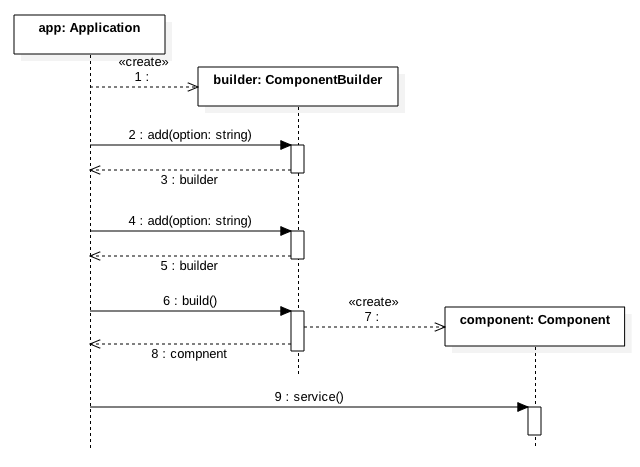 app: Application
«create»
1 :
builder: ComponentBuilder
2 : add(option: string)
3 : builder
4 : add(option: string)
5 : builder
6 : build()
«create»
7 :
component: Component
8 : compnent
9 : service()